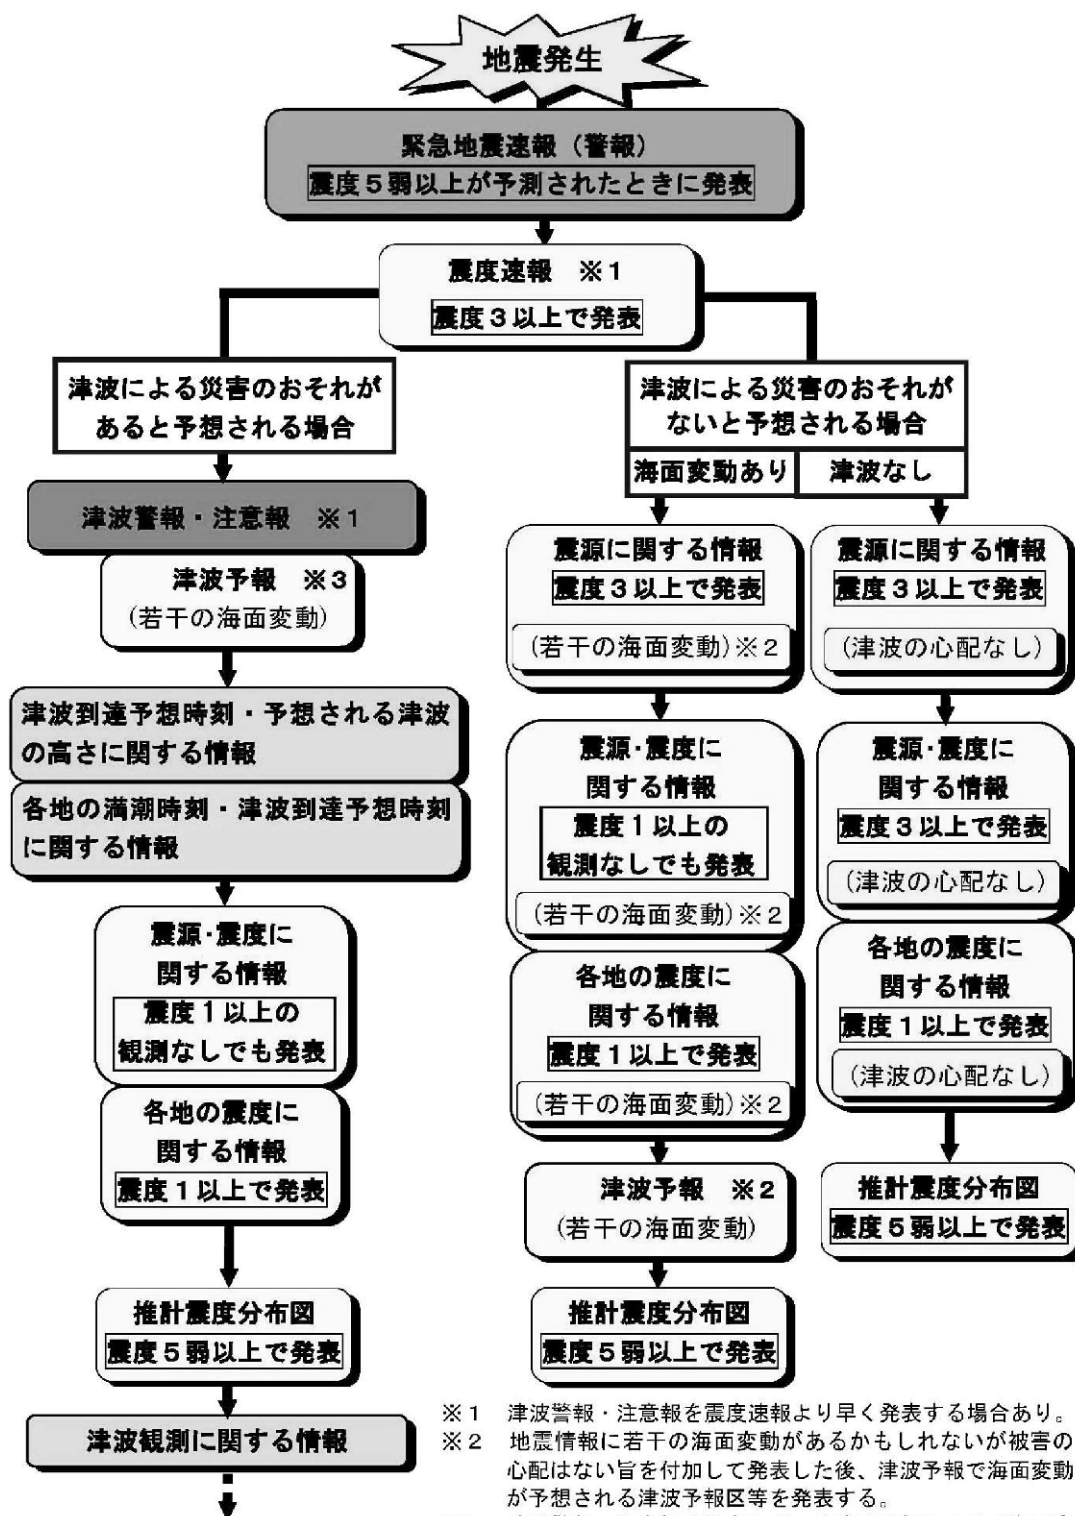 地震発生
緊急地震速報（警報）
震度５弱以上が予測されたときに発表
震度速報　※１
震度３以上で発表
津波による災害のおそれが
あると予想される場合
津波警報・注意報　※１
津波予報　※３
(若干の海面変動)
津波到達予想時刻・予想される津波
の高さに関する情報
各地の満潮時刻・津波到達予想時刻
に関する情報
震源･震度に
関する情報
震度１以上の
観測なしでも発表
各地の震度に
関する情報
震度１以上で発表
推計震度分布図
震度５弱以上で発表
津波観測に関する情報
津波による災害のおそれが
ないと予想される場合
海面変動あり
震源に関する情報
震度３以上で発表
(若干の海面変動)※２
震源･震度に
関する情報
震度１以上の
観測なしでも発表
(若干の海面変動)※２
各地の震度に
関する情報
震度１以上で発表
(若干の海面変動)※２
津波予報　※２
(若干の海面変動)
推計震度分布図
震度５弱以上で発表
津波なし
震源に関する情報
震度３以上で発表
(津波の心配なし)
震源･震度に
関する情報
震度３以上で発表
(津波の心配なし)
各地の震度に
関する情報
震度１以上で発表
(津波の心配なし)
推計震度分布図
震度５弱以上で発表
※１　津波警報・注意報を震度速報より早く発表する場合あり。
※２　地震情報に若干の海面変動があるかもしれないが被害の
心配はない旨を付加して発表した後、津波予報で海面変動
が予想される津波予報区等を発表する。